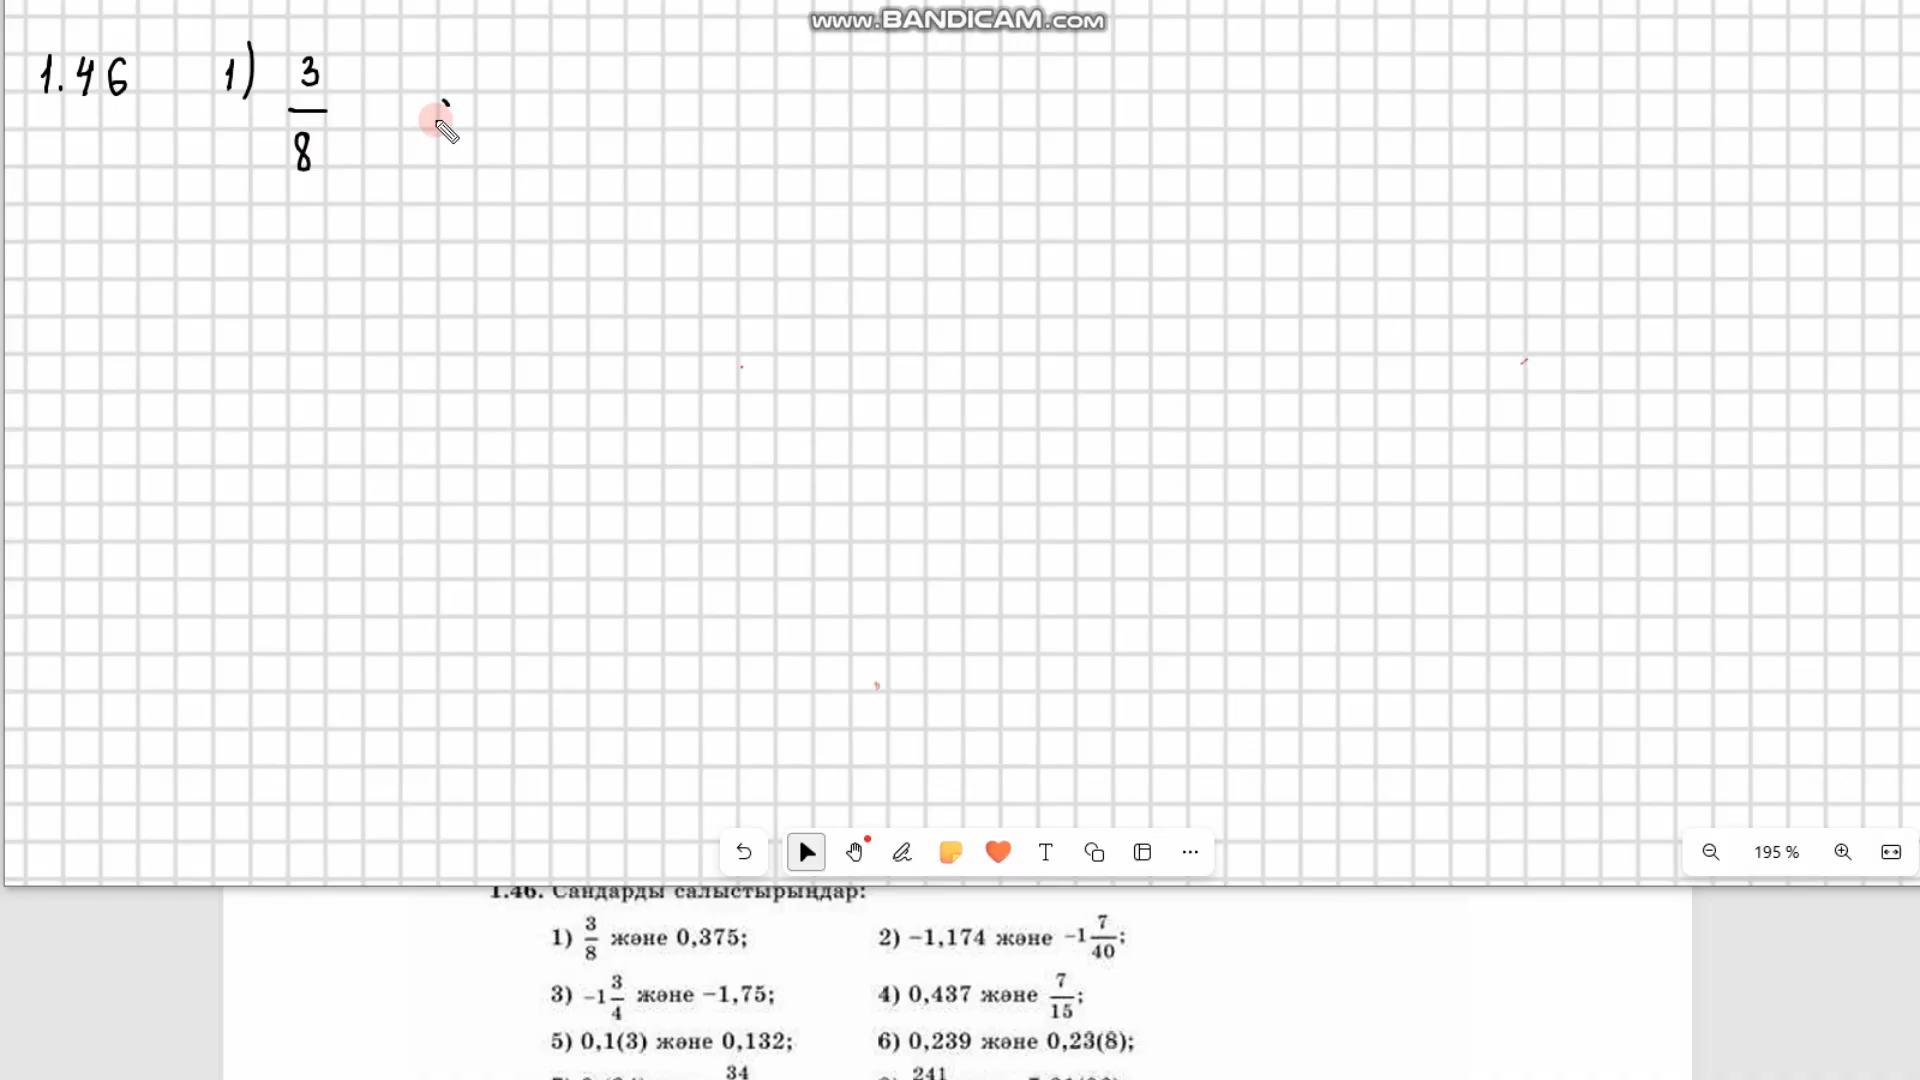 www.BANDICAM.com
1.46 1) 3/8
195 %
1.46. Сандарды салыстырыңдар:
1) 3/8 және 0,375; 2) −1,174 және −1 7/40;
3) −1 3/4 және −1,75; 4) 0,437 және 7/15;
5) 0,1(3) және 0,132; 6) 0,239 және 0,23(8);
34 241